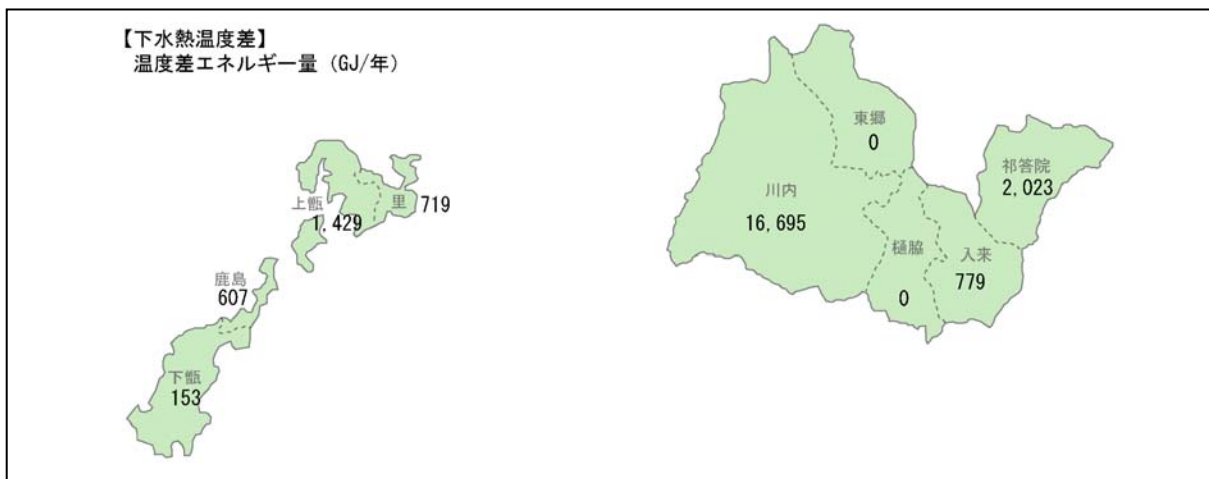 【下水熱温度差】
温度差エネルギー量（GJ/年）
東郷
0
祁答院
2,023
川内
16,695
樋脇
0
入来
779
上甑
1,429
里
719
鹿島
607
下甑
153